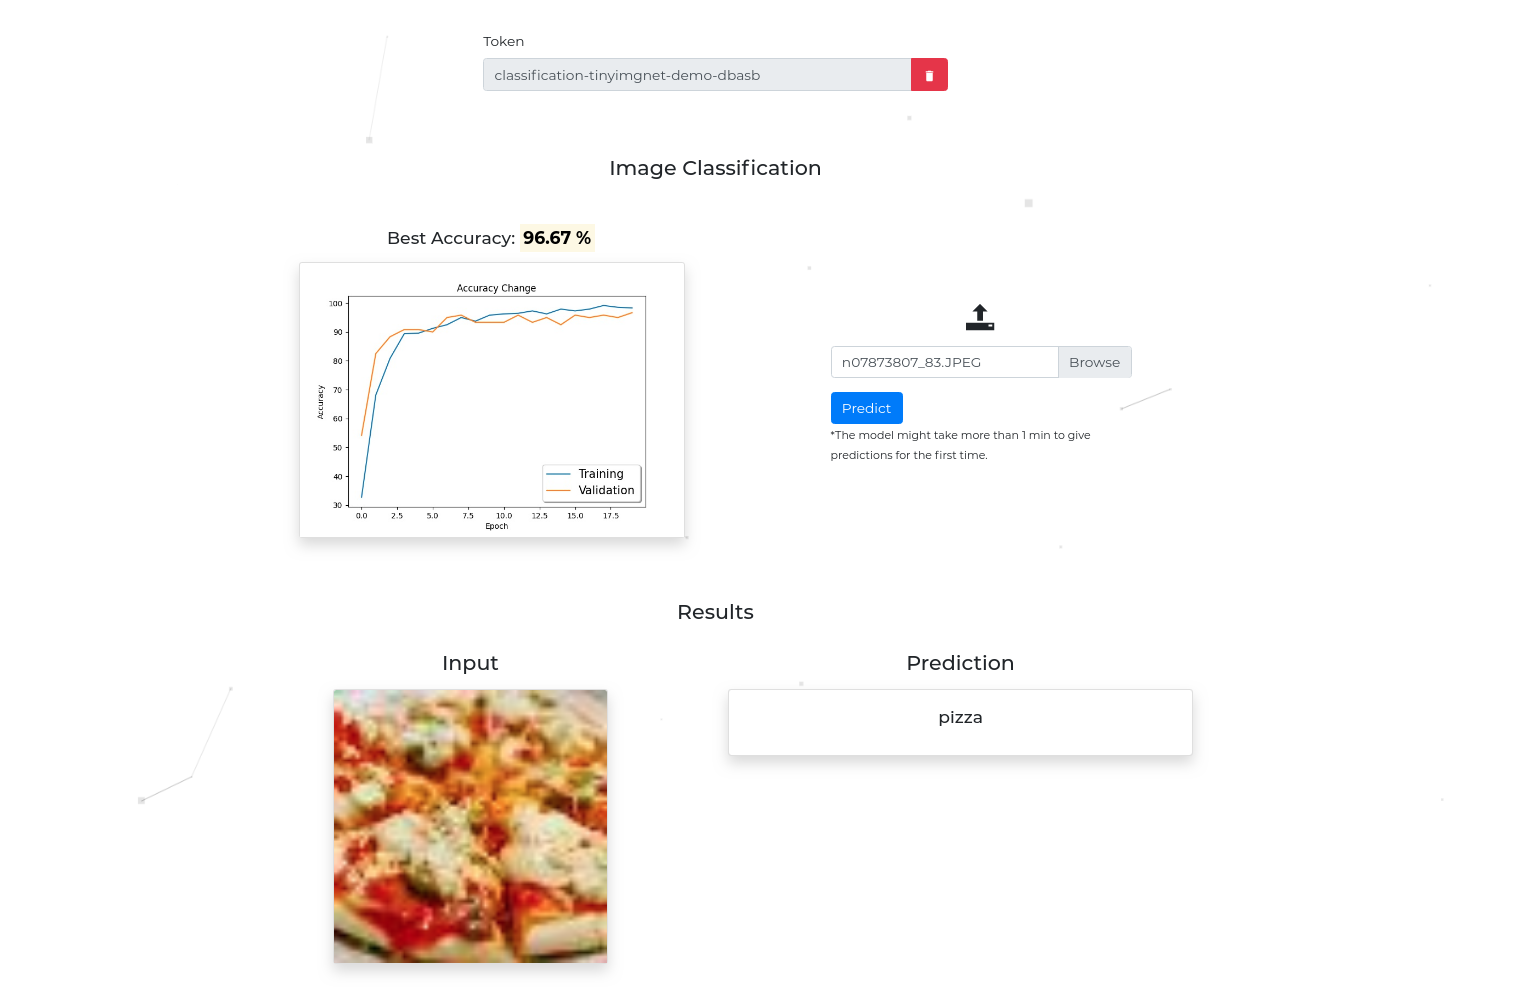 Token
classification-tinyimgnet-demo-dbasb
Image Classification
Best Accuracy: 96.67 %
Accuracy Change
100
90
80
70
60
50
40
30
Accuracy
0.0 2.5 5.0 7.5 10.0 12.5 15.0 17.5
Epoch
Training
Validation
n07873807_83.JPEG Browse
Predict
*The model might take more than 1 min to give
predictions for the first time.
Results
Input
Prediction
pizza